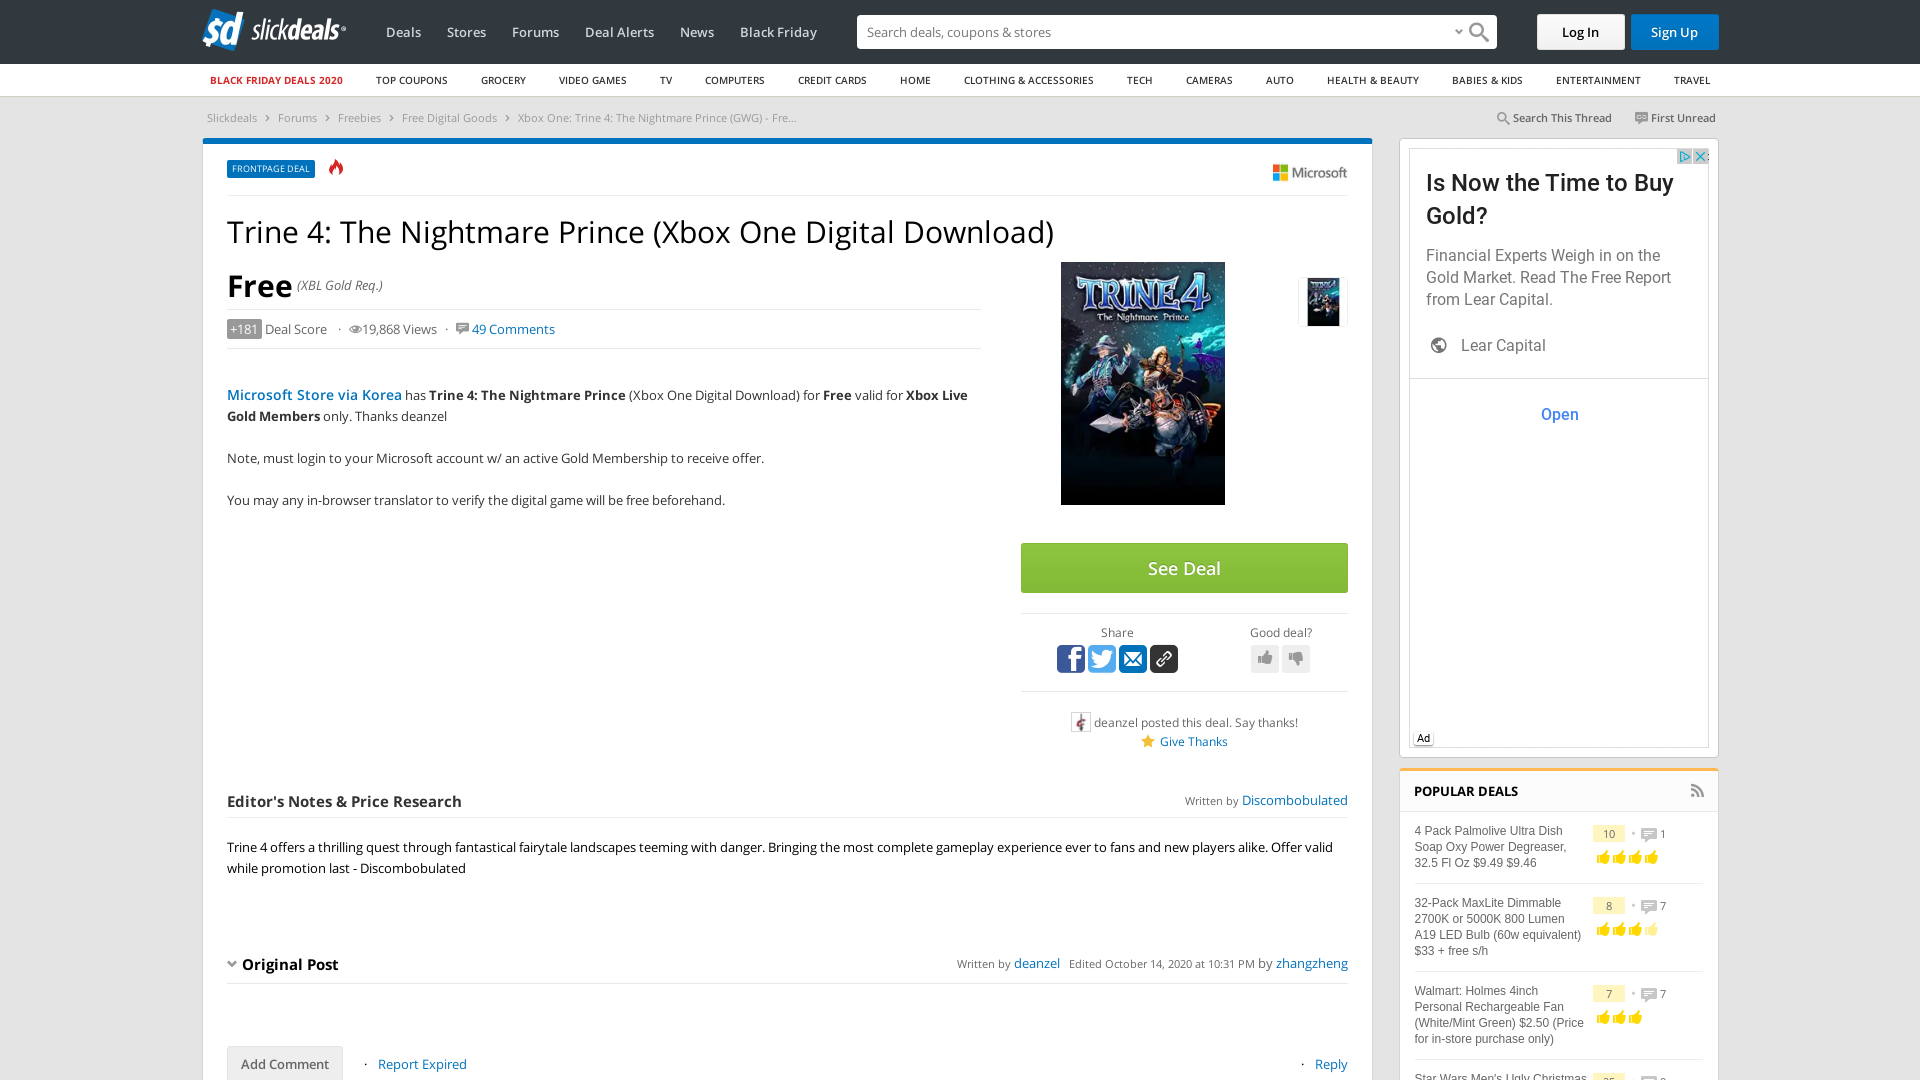 slickdeals
Deals
Stores
Forums
Deal Alerts
News
Black Friday
Search deals, coupons & stores
Log In
Sign Up
BLACK FRIDAY DEALS 2020
TOP COUPONS
GROCERY
VIDEO GAMES
TV
COMPUTERS
CREDIT CARDS
HOME
CLOTHING & ACCESSORIES
TECH
CAMERAS
AUTO
HEALTH & BEAUTY
BABIES & KIDS
ENTERTAINMENT
TRAVEL
Slickdeals > Forums > Freebies > Free Digital Goods > Xbox One: Trine 4: The Nightmare Prince (GWG) - Fre...
Search This Thread
First Unread
FRONTPAGE DEAL
Microsoft
Trine 4: The Nightmare Prince (Xbox One Digital Download)
Free (XBL Gold Req.)
+181 Deal Score · 19,868 Views · 49 Comments
Microsoft Store via Korea has Trine 4: The Nightmare Prince (Xbox One Digital Download) for Free valid for Xbox Live
Gold Members only. Thanks deanzel
Note, must login to your Microsoft account w/ an active Gold Membership to receive offer.
You may any in-browser translator to verify the digital game will be free beforehand.
TRINE 4
The Nightmare Prince
See Deal
Share
Good deal?
deanzel posted this deal. Say thanks!
Give Thanks
Editor's Notes & Price Research
Written by Discombobulated
Trine 4 offers a thrilling quest through fantastical fairytale landscapes teeming with danger. Bringing the most complete gameplay experience ever to fans and new players alike. Offer valid
while promotion last - Discombobulated
Original Post
Written by deanzel Edited October 14, 2020 at 10:31 PM by zhangzheng
Add Comment
· Report Expired
· Reply
Is Now the Time to Buy
Gold?
Financial Experts Weigh in on the
Gold Market. Read The Free Report
from Lear Capital.
Lear Capital
Open
Ad
POPULAR DEALS
4 Pack Palmolive Ultra Dish
Soap Oxy Power Degreaser,
32.5 Fl Oz $9.49 $9.46
10 • 1
32-Pack MaxLite Dimmable
2700K or 5000K 800 Lumen
A19 LED Bulb (60w equivalent)
$33 + free s/h
8 • 7
Walmart: Holmes 4inch
Personal Rechargeable Fan
(White/Mint Green) $2.50 (Price
for in-store purchase only)
7 • 7
Star Wars Men's Ugly Christmas